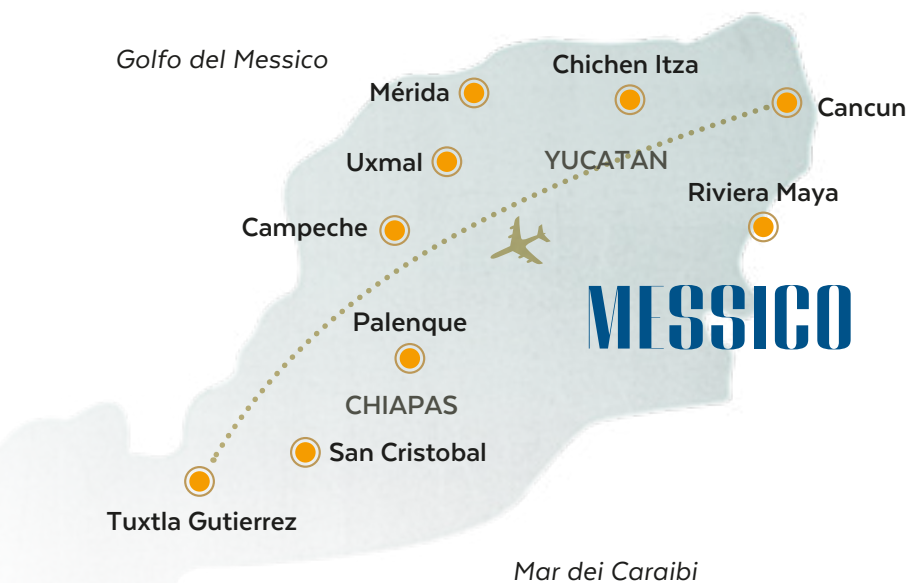 Golfo del Messico
Chichen Itza
Mérida
Cancun
Uxmal
YUCATAN
Riviera Maya
Campeche
MESSICO
Palenque
CHIAPAS
San Cristobal
Tuxtla Gutierrez
Mar dei Caraibi